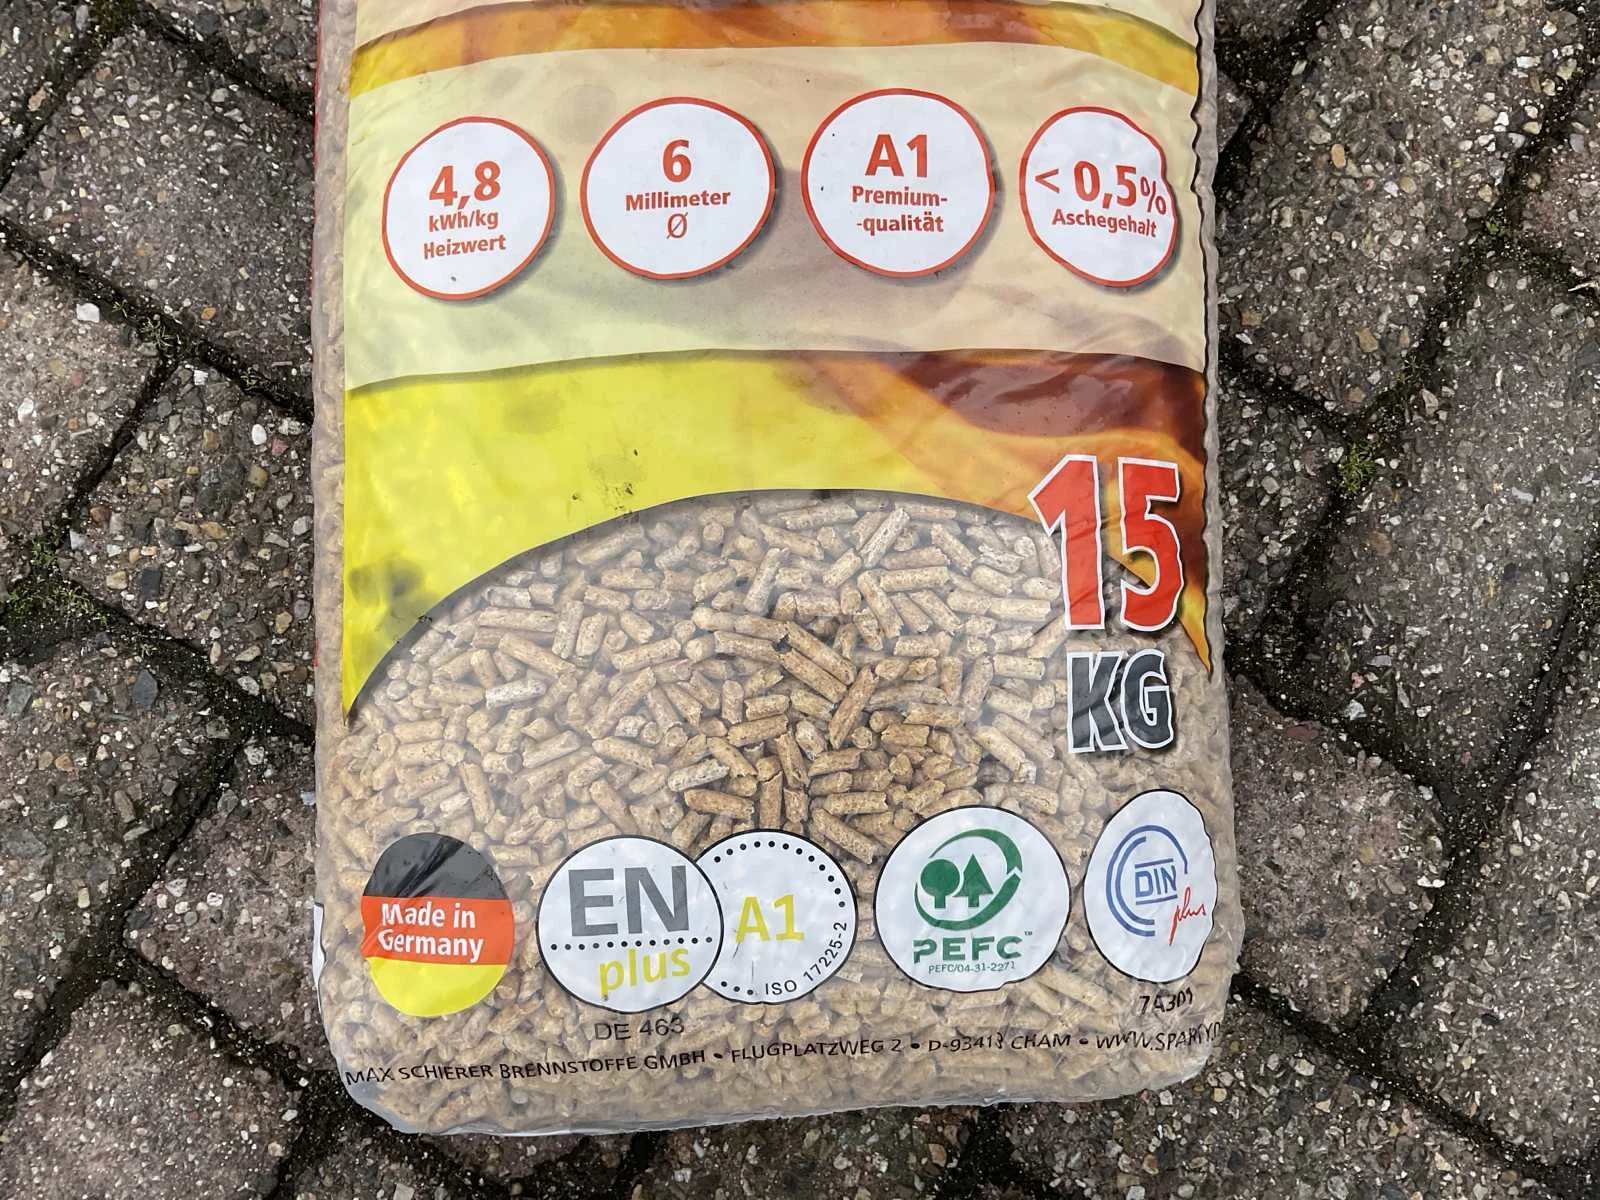 4,8
kWh/kg
Heizwert
6
Millimeter
Ø
A1
Premium-
-qualität
< 0,5%
Aschegehalt
15
KG
Made in
Germany
EN
plus
A1
ISO 17225-2
PEFC™
PEFC/04-31-2271
DIN
plus
DE 463
7A301
MAX SCHIERER BRENNSTOFFE GMBH • FLUGPLATZWEG 2 • D-93413 CHAM •